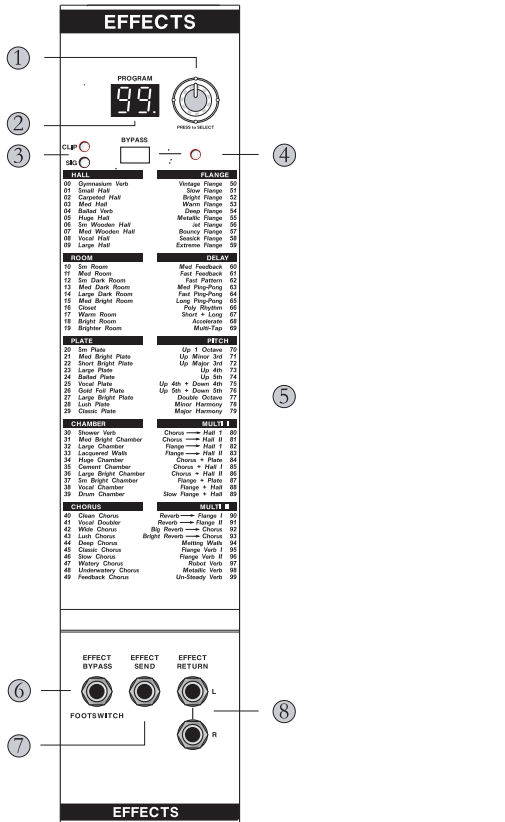 EFFECTS
1
PROGRAM
99.
PRESS to SELECT
2
BYPASS
CLIP
3
SIG
4
HALL
00 Gymnasium Verb
01 Small Hall
02 Carpeted Hall
03 Med Hall
04 Ballad Verb
05 Huge Hall
06 Sm Wooden Hall
07 Med Wooden Hall
08 Vocal Hall
09 Large Hall
FLANGE
Vintage Flange 50
Slow Flange 51
Bright Flange 52
Warm Flange 53
Deep Flange 54
Metallic Flange 55
Jet Flange 56
Bouncy Flange 57
Seasick Flange 58
Extreme Flange 59
ROOM
10 Sm Room
11 Med Room
12 Sm Dark Room
13 Med Dark Room
14 Large Dark Room
15 Med Bright Room
16 Closet
17 Warm Room
18 Bright Room
19 Brighter Room
DELAY
Med Feedback 60
Fast Feedback 61
Fast Pattern 62
Med Ping-Pong 63
Fast Ping-Pong 64
Long Ping-Pong 65
Poly Rhythm 66
Short + Long 67
Accelerate 68
Multi-Tap 69
PLATE
20 Sm Plate
21 Med Bright Plate
22 Short Bright Plate
23 Large Plate
24 Ballad Plate
25 Vocal Plate
26 Gold Foil Plate
27 Large Bright Plate
28 Lush Plate
29 Classic Plate
PITCH
Up 1 Octave 70
Up Minor 3rd 71
Up Major 3rd 72
Up 4th 73
Up 5th 74
Up 4th + Down 4th 75
Up 5th + Down 5th 76
Double Octave 77
Minor Harmony 78
Major Harmony 79
5
CHAMBER
30 Shower Verb
31 Med Bright Chamber
32 Large Chamber
33 Lacquered Walls
34 Huge Chamber
35 Cement Chamber
36 Large Bright Chamber
37 Sm Bright Chamber
38 Vocal Chamber
39 Drum Chamber
MULTI I
Chorus → Hall 1 80
Chorus → Hall II 81
Flange → Hall 1 82
Flange → Hall II 83
Chorus + Plate 84
Chorus + Hall I 85
Chorus + Hall II 86
Flange + Plate 87
Flange + Hall 88
Slow Flange + Hall 89
CHORUS
40 Clean Chorus
41 Vocal Doubler
42 Wide Chorus
43 Lush Chorus
44 Deep Chorus
45 Classic Chorus
46 Slow Chorus
47 Watery Chorus
48 Underwatery Chorus
49 Feedback Chorus
MULTI II
Reverb → Flange I 90
Reverb → Flange II 91
Big Reverb → Chorus 92
Bright Reverb → Chorus 93
Melting Walls 94
Flange Verb I 95
Flange Verb II 96
Robot Verb 97
Metallic Verb 98
Un-Steady Verb 99
EFFECT BYPASS
EFFECT SEND
EFFECT RETURN
6
L
8
FOOTSWITCH
R
7
EFFECTS